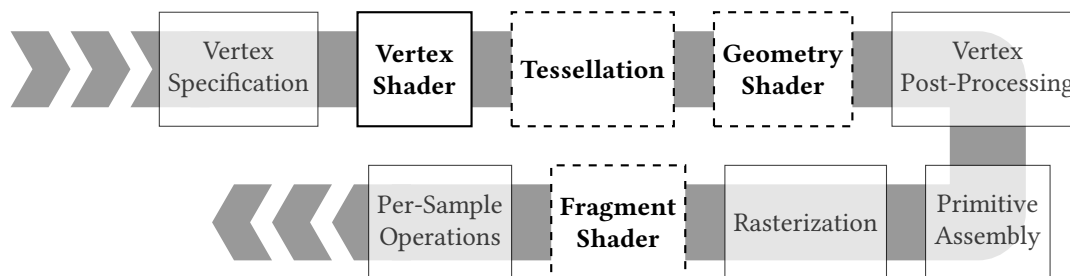 Vertex
Specification
Vertex
Shader
Tessellation
Geometry
Shader
Vertex
Post-Processing
Per-Sample
Operations
Fragment
Shader
Rasterization
Primitive
Assembly